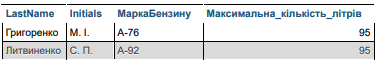 LastName Initials МаркаБензину Максимальна_кількість_літрів
Григоренко М. І. А-76 95
Литвиненко С. П. А-92 95